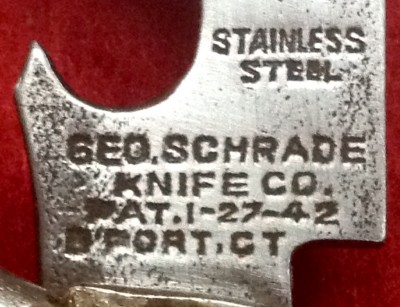 STAINLESS
STEEL
GEO. SCHRADE
KNIFE CO.
PAT. 1-27-42
B'PORT. CT